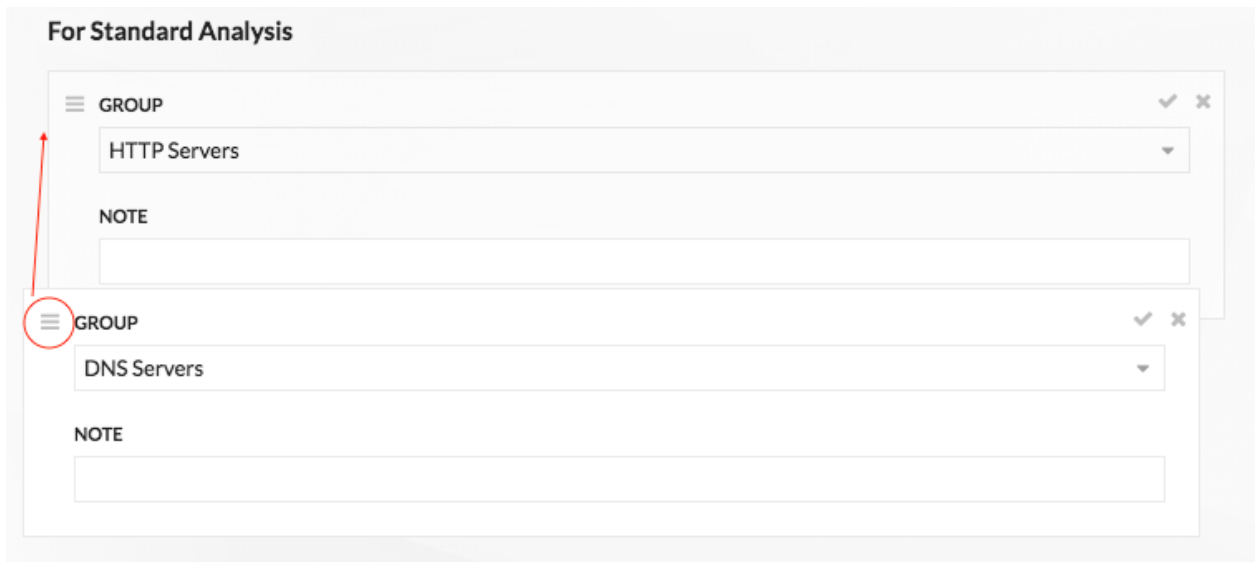 For Standard Analysis
GROUP
HTTP Servers
NOTE
GROUP
DNS Servers
NOTE